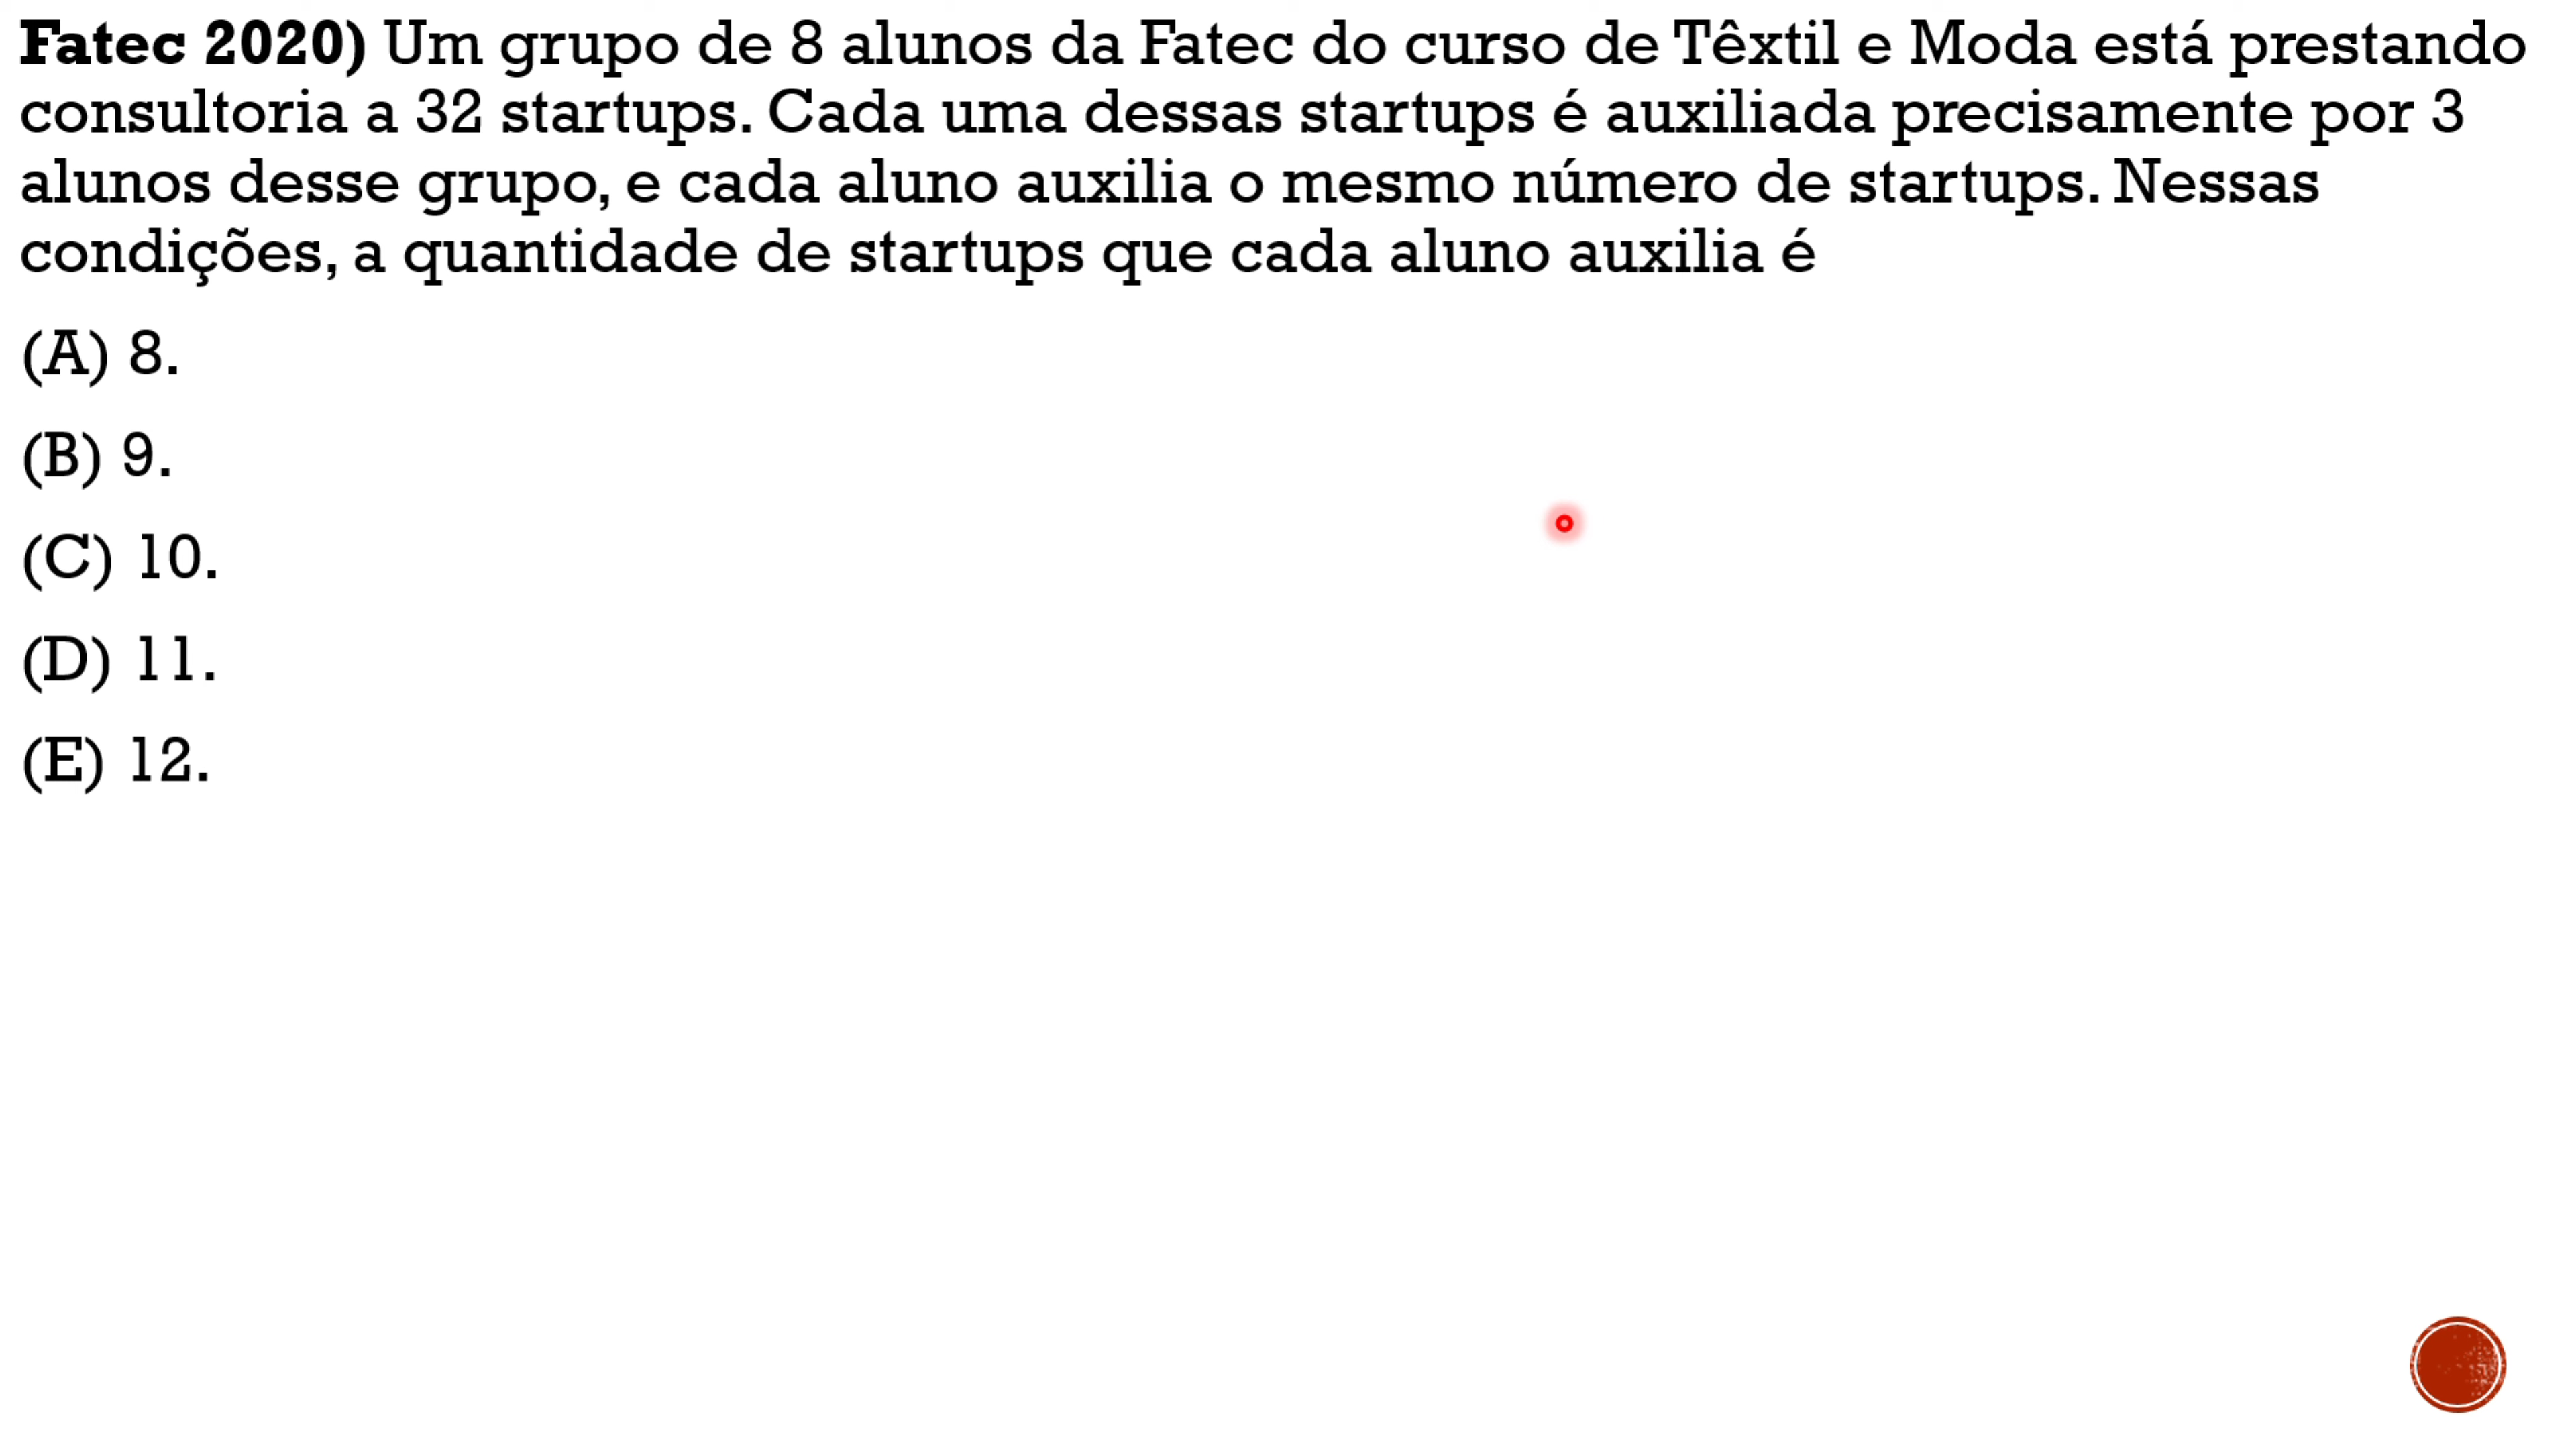 Fatec 2020) Um grupo de 8 alunos da Fatec do curso de Têxtil e Moda está prestando
consultoria a 32 startups. Cada uma dessas startups é auxiliada precisamente por 3
alunos desse grupo, e cada aluno auxilia o mesmo número de startups. Nessas
condições, a quantidade de startups que cada aluno auxilia é
(A) 8.
(B) 9.
(C) 10.
(D) 11.
(E) 12.